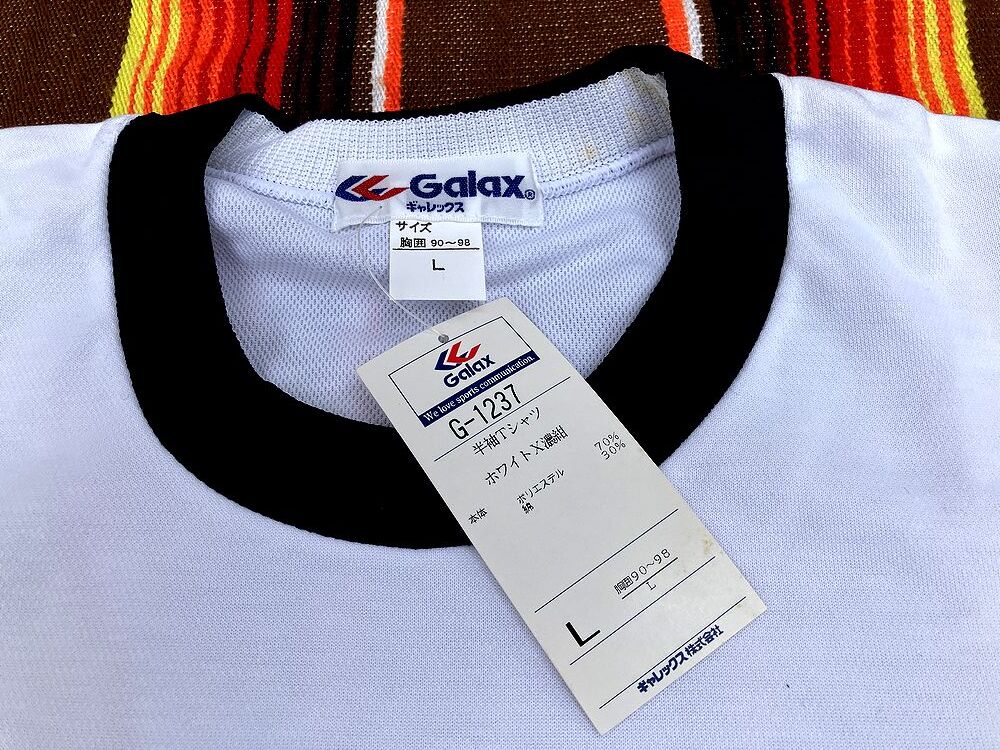 Galax®
ギャレックス
サイズ
胸囲 90～98
L
Galax
We love sports communication.
G-1237
半袖Tシャツ
ホワイトX濃紺
本体 ポリエステル 70%
綿 30%
胸囲90～98
L
L
ギャレックス株式会社